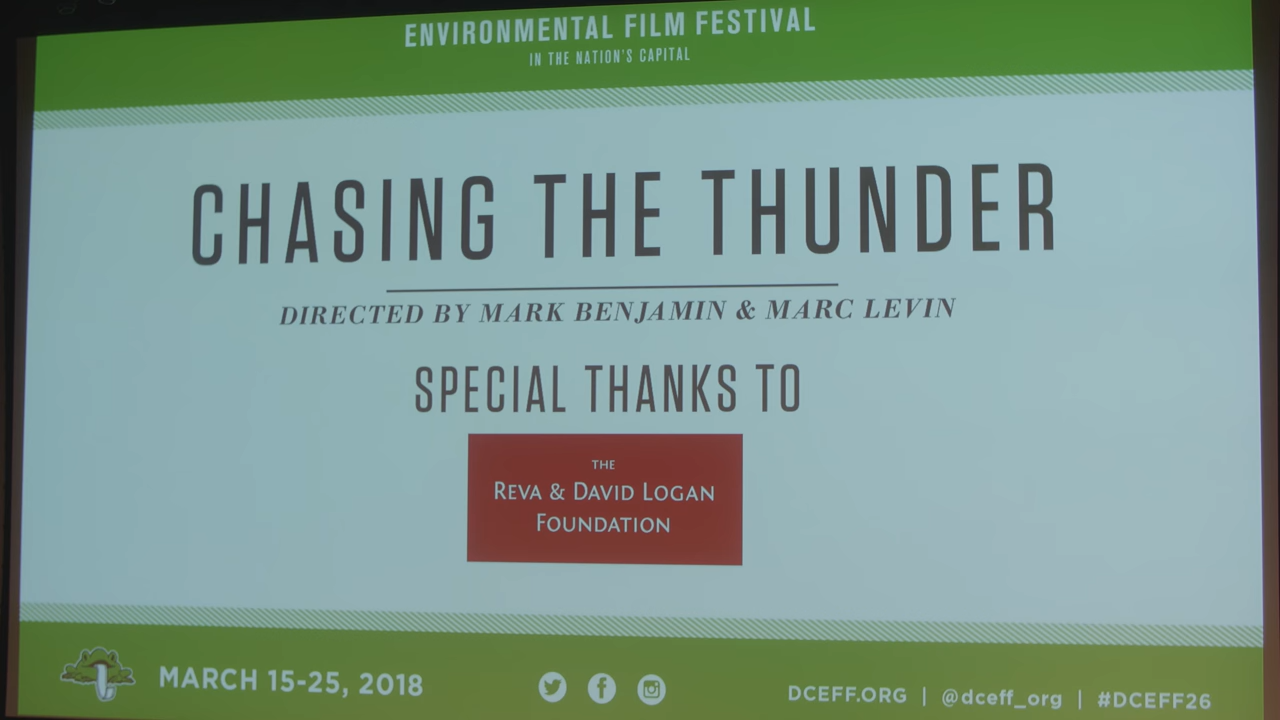 ENVIRONMENTAL FILM FESTIVAL
IN THE NATION'S CAPITAL
CHASING THE THUNDER
DIRECTED BY MARK BENJAMIN & MARC LEVIN
SPECIAL THANKS TO
THE
REVA & DAVID LOGAN
FOUNDATION
MARCH 15-25, 2018
DCEFF.ORG | @dceff_org | #DCEFF26